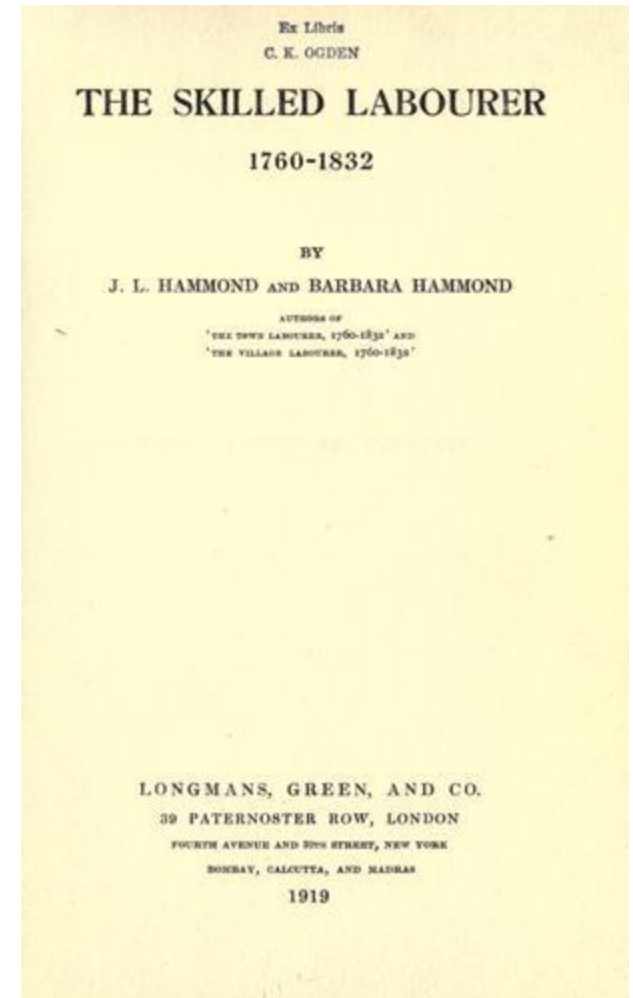 Ex Libris
C. K. OGDEN
THE SKILLED LABOURER
1760-1832
BY
J. L. HAMMOND AND BARBARA HAMMOND
AUTHORS OF
'THE TOWN LABOURER, 1760-1832' AND
'THE VILLAGE LABOURER, 1760-1832'
LONGMANS, GREEN, AND CO.
39 PATERNOSTER ROW, LONDON
FOURTH AVENUE AND 30TH STREET, NEW YORK
BOMBAY, CALCUTTA, AND MADRAS
1919